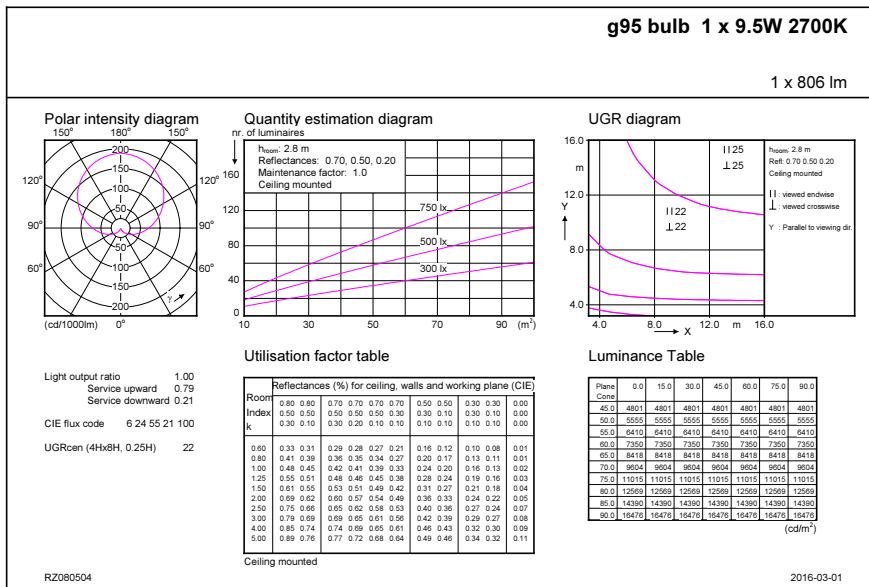 g95 bulb 1 x 9.5W 2700K
1 x 806 lm
Polar intensity diagram
150° 180° 150°
200
150
120° 120°
100
50
90° 90°
50
60° 100 60°
150
γ
200
(cd/1000lm) 0°
Quantity estimation diagram
nr. of luminaires
hroom: 2.8 m
Reflectances: 0.70, 0.50, 0.20
Maintenance factor: 1.0
Ceiling mounted
160
120
80
40
0
750 lx
500 lx
300 lx
10 30 50 70 90 (m²)
UGR diagram
16.0
m
12.0
Y
8.0
4.0
4.0 8.0 12.0 m 16.0
X
II 25
⊥ 25
II 22
⊥ 22
hroom: 2.8 m
Refl: 0.70 0.50 0.20
Ceiling mounted
II : viewed endwise
⊥ : viewed crosswise
Y : Parallel to viewing dir.
Light output ratio 1.00
Service upward 0.79
Service downward 0.21
CIE flux code 6 24 55 21 100
UGRcen (4Hx8H, 0.25H) 22
Utilisation factor table
Room Index k
Reflectances (%) for ceiling, walls and working plane (CIE)
0.80 0.80 0.70 0.70 0.70 0.70 0.50 0.50 0.30 0.30 0.00
0.50 0.50 0.50 0.50 0.50 0.30 0.30 0.10 0.30 0.10 0.00
0.30 0.10 0.30 0.20 0.10 0.10 0.10 0.10 0.10 0.10 0.00
0.60 0.33 0.31 0.29 0.28 0.27 0.21 0.16 0.12 0.10 0.08 0.01
0.80 0.41 0.39 0.36 0.35 0.34 0.27 0.20 0.17 0.13 0.11 0.01
1.00 0.48 0.45 0.42 0.41 0.39 0.33 0.24 0.20 0.16 0.13 0.02
1.25 0.55 0.51 0.48 0.46 0.45 0.38 0.28 0.24 0.19 0.16 0.03
1.50 0.61 0.55 0.53 0.51 0.49 0.42 0.31 0.27 0.21 0.18 0.04
2.00 0.69 0.62 0.60 0.57 0.54 0.49 0.36 0.33 0.24 0.22 0.05
2.50 0.75 0.66 0.65 0.62 0.58 0.53 0.40 0.36 0.27 0.24 0.07
3.00 0.79 0.69 0.69 0.65 0.61 0.56 0.42 0.39 0.29 0.27 0.08
4.00 0.85 0.74 0.74 0.69 0.65 0.61 0.46 0.43 0.32 0.30 0.09
5.00 0.89 0.76 0.77 0.72 0.68 0.64 0.49 0.46 0.34 0.32 0.11
Ceiling mounted
Luminance Table
Plane 0.0 15.0 30.0 45.0 60.0 75.0 90.0
Cone
45.0 4801 4801 4801 4801 4801 4801 4801
50.0 5555 5555 5555 5555 5555 5555 5555
55.0 6410 6410 6410 6410 6410 6410 6410
60.0 7350 7350 7350 7350 7350 7350 7350
65.0 8418 8418 8418 8418 8418 8418 8418
70.0 9604 9604 9604 9604 9604 9604 9604
75.0 11015 11015 11015 11015 11015 11015 11015
80.0 12569 12569 12569 12569 12569 12569 12569
85.0 14390 14390 14390 14390 14390 14390 14390
90.0 16476 16476 16476 16476 16476 16476 16476
(cd/m²)
RZ080504
2016-03-01